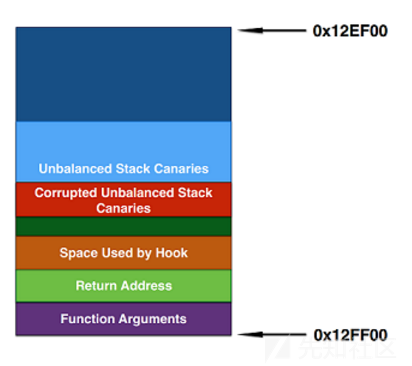 0x12EF00
Unbalanced Stack Canaries
Corrupted Unbalanced Stack
Canaries
Space Used by Hook
Return Address
Function Arguments
0x12FF00
先知社区